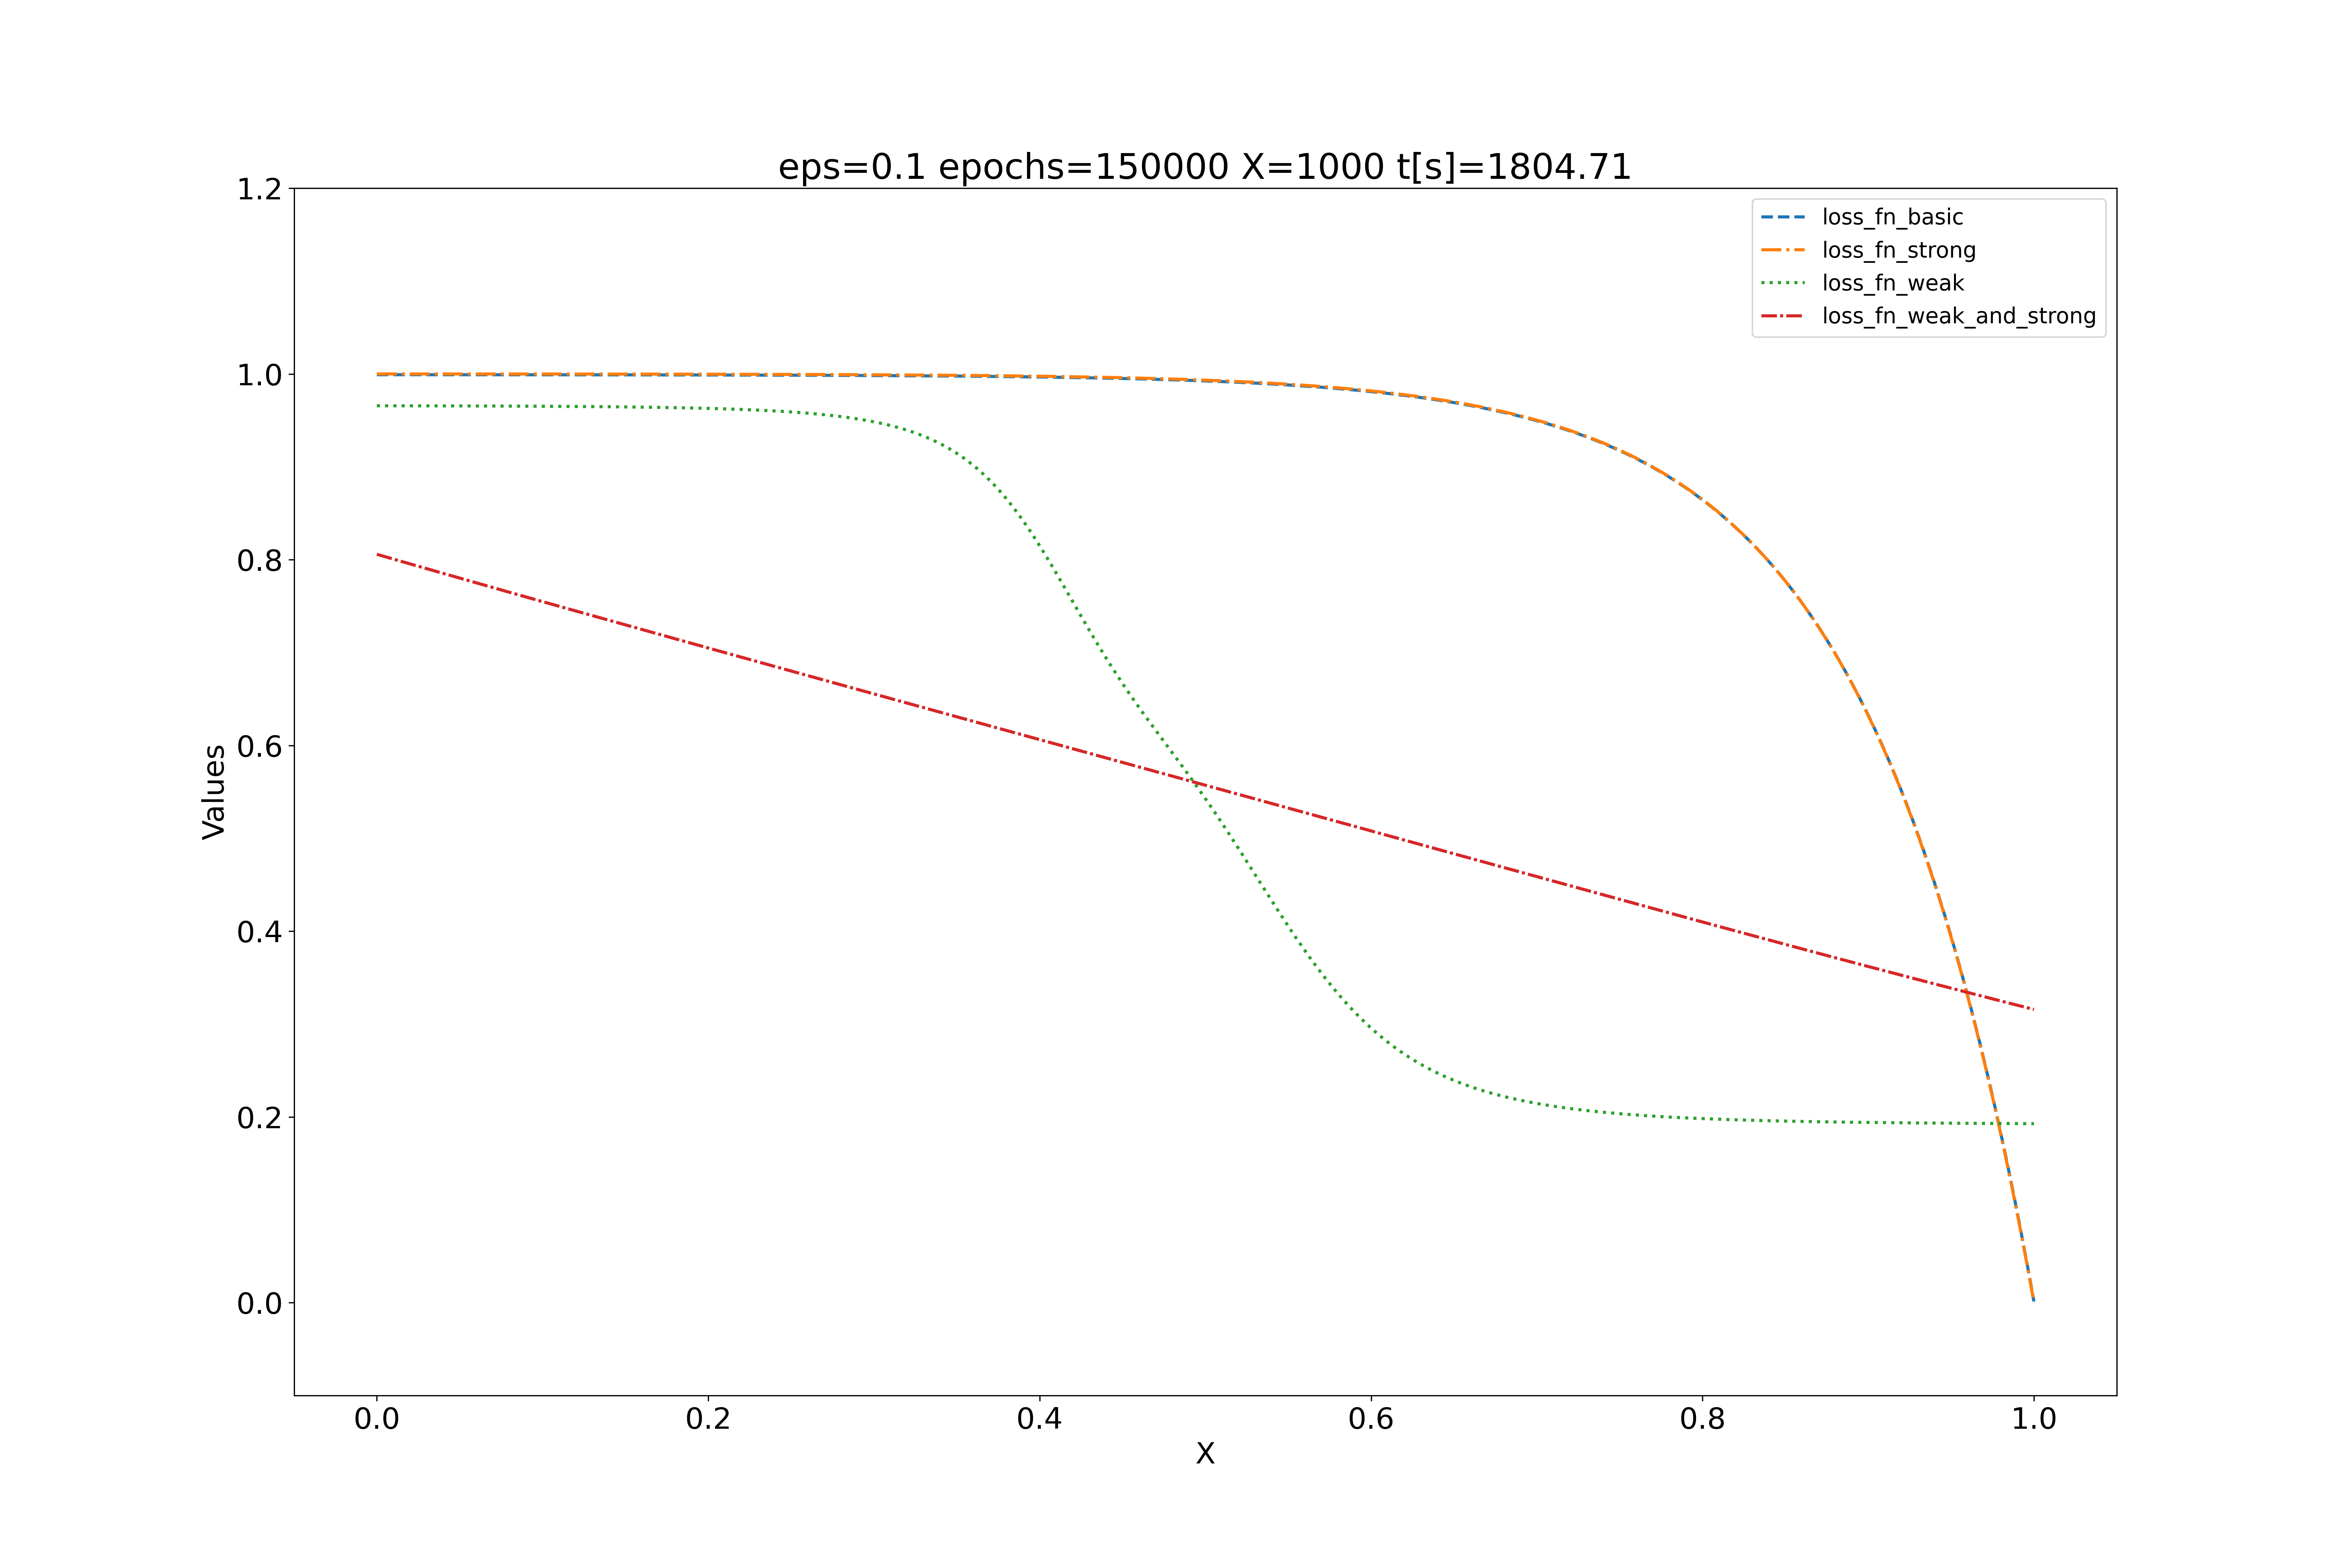 eps=0.1 epochs=150000 X=1000 t[s]=1804.71
1.2
1.0
0.8
0.6
0.4
0.2
0.0
Values
loss_fn_basic
loss_fn_strong
loss_fn_weak
loss_fn_weak_and_strong
0.0 0.2 0.4 0.6 0.8 1.0
X